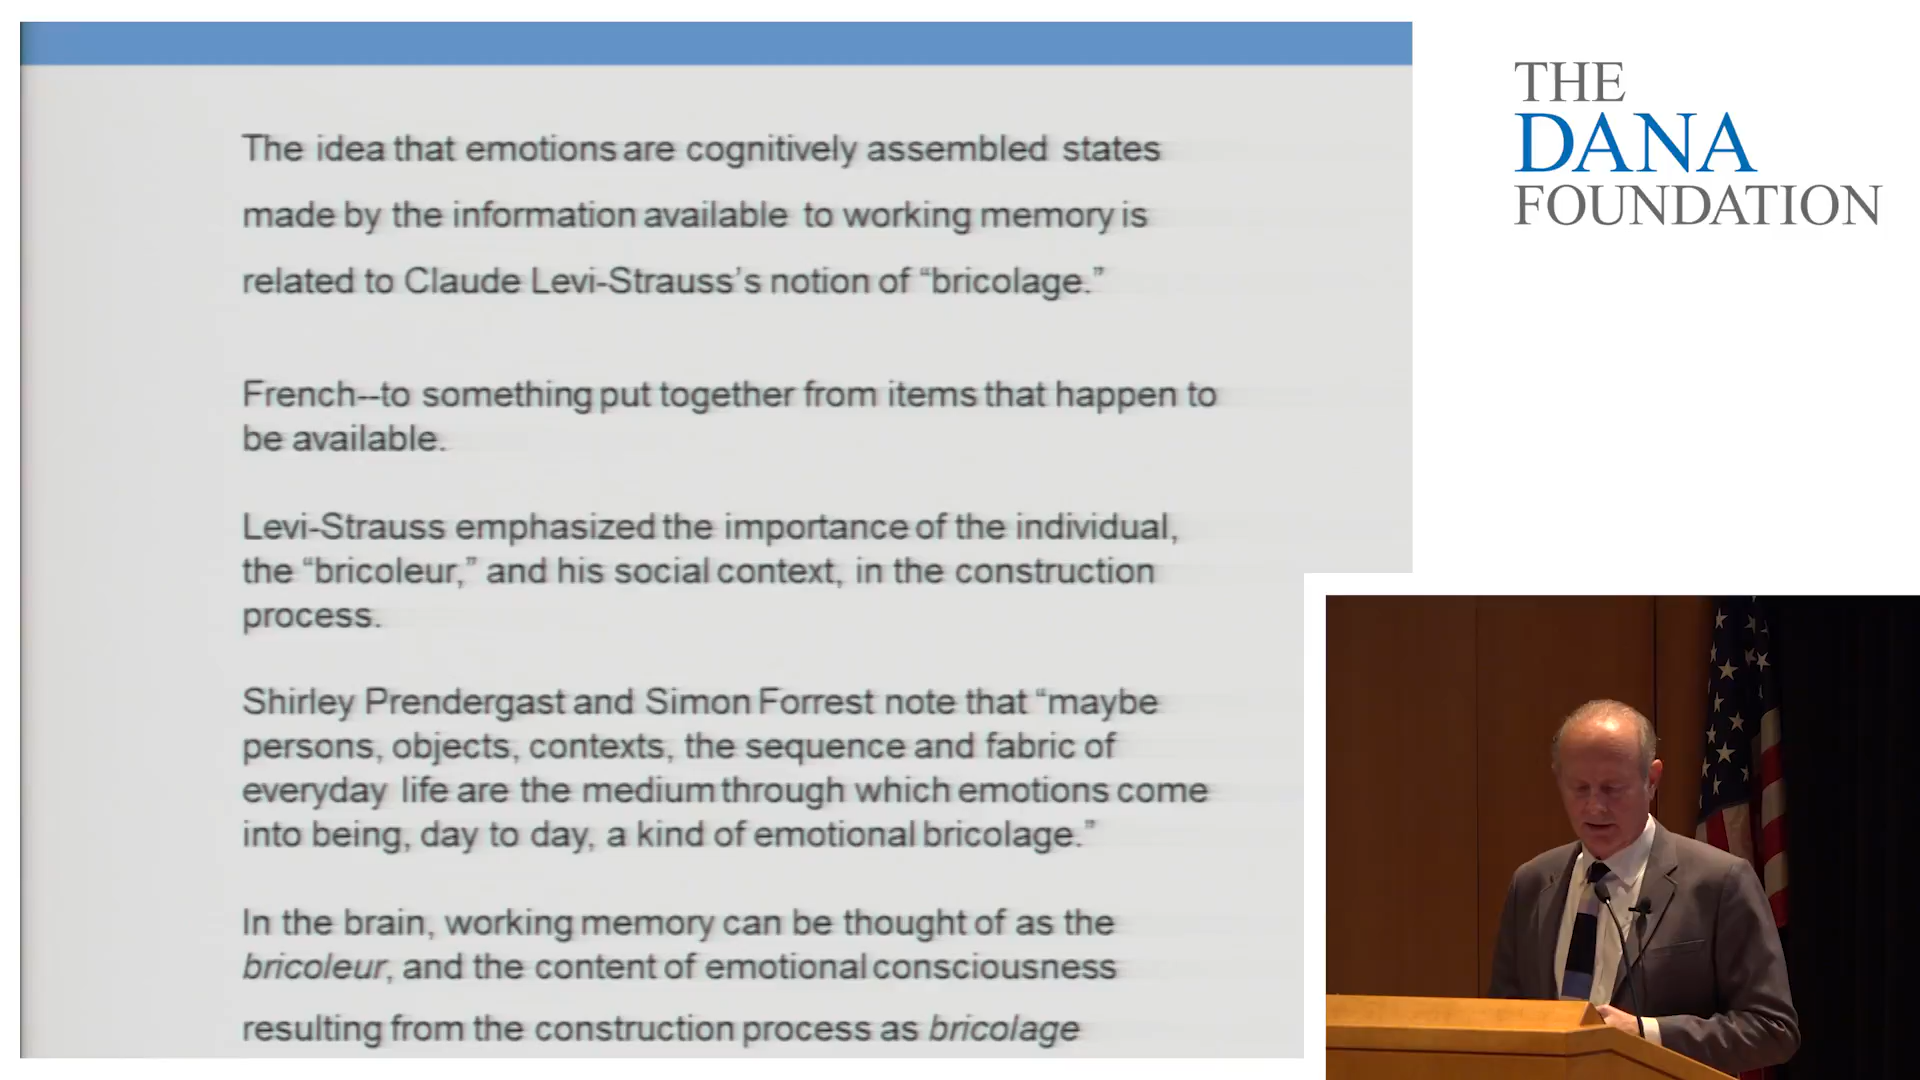 The idea that emotions are cognitively assembled states
made by the information available to working memory is
related to Claude Levi-Strauss's notion of “bricolage.”
French--to something put together from items that happen to
be available.
Levi-Strauss emphasized the importance of the individual,
the “bricoleur,” and his social context, in the construction
process.
Shirley Prendergast and Simon Forrest note that “maybe
persons, objects, contexts, the sequence and fabric of
everyday life are the medium through which emotions come
into being, day to day, a kind of emotional bricolage.”
In the brain, working memory can be thought of as the
bricoleur, and the content of emotional consciousness
resulting from the construction process as bricolage
THE
DANA
FOUNDATION